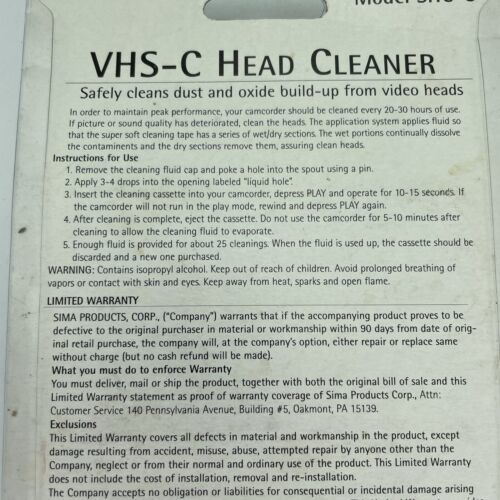 VHS-C HEAD CLEANER
Safely cleans dust and oxide build-up from video heads
In order to maintain peak performance, your camcorder should be cleaned every 20-30 hours of use.
If picture or sound quality has deteriorated, clean the heads. The application system applies fluid so
that the super soft cleaning tape has a series of wet/dry sections. The wet portions continually dissolve
the contaminents and the dry sections remove them, assuring clean heads.
Instructions for Use
1. Remove the cleaning fluid cap and poke a hole into the spout using a pin.
2. Apply 3-4 drops into the opening labeled "liquid hole".
3. Insert the cleaning cassette into your camcorder, depress PLAY and operate for 10-15 seconds. If
the camcorder will not run in the play mode, rewind and depress PLAY again.
4. After cleaning is complete, eject the cassette. Do not use the camcorder for 5-10 minutes after
cleaning to allow the cleaning fluid to evaporate.
5. Enough fluid is provided for about 25 cleanings. When the fluid is used up, the cassette should be
discarded and a new one purchased.
WARNING: Contains isopropyl alcohol. Keep out of reach of children. Avoid prolonged breathing of
vapors or contact with skin and eyes. Keep away from heat, sparks and open flame.
LIMITED WARRANTY
SIMA PRODUCTS, CORP., ("Company") warrants that if the accompanying product proves to be
defective to the original purchaser in material or workmanship within 90 days from date of orig-
inal retail purchase, the company will, at the company's option, either repair or replace same
without charge (but no cash refund will be made).
What you must do to enforce Warranty
You must deliver, mail or ship the product, together with both the original bill of sale and this
Limited Warranty statement as proof of warranty coverage of Sima Products Corp., Attn:
Customer Service 140 Pennsylvania Avenue, Building #5, Oakmont, PA 15139.
Exclusions
This Limited Warranty covers all defects in material and workmanship in the product, except
damage resulting from accident, misuse, abuse, attempted repair by anyone other than the
Company, neglect or from their normal and ordinary use of the product. This Limited Warranty
does not include the cost of installation, removal and re-installation.
The Company accepts no obligation or liabilities for consequential or incidental damage arising